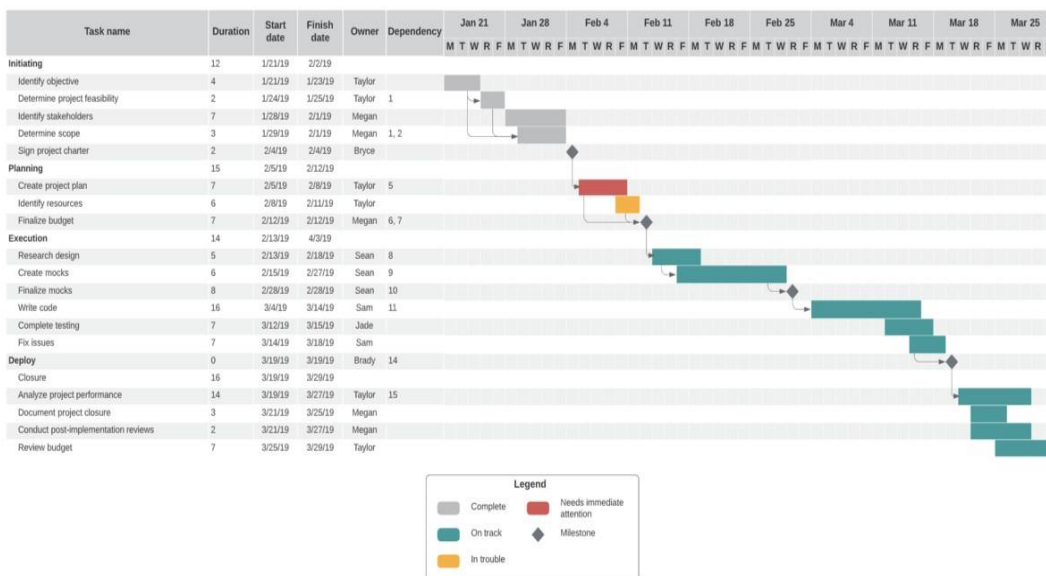 Task name Duration Start date Finish date Owner Dependency Jan 21 Jan 28 Feb 4 Feb 11 Feb 18 Feb 25 Mar 4 Mar 11 Mar 18 Mar 25
M T W R F M T W R F M T W R F M T W R F M T W R F M T W R F M T W R F M T W R F M T W R F M T W R
Initiating 12 1/21/19 2/2/19
Identify objective 4 1/21/19 1/23/19 Taylor
Determine project feasibility 2 1/24/19 1/25/19 Taylor 1
Identify stakeholders 7 1/28/19 2/1/19 Megan
Determine scope 3 1/29/19 2/1/19 Megan 1, 2
Sign project charter 2 2/4/19 2/4/19 Bryce
Planning 15 2/5/19 2/12/19
Create project plan 7 2/5/19 2/8/19 Taylor 5
Identify resources 6 2/8/19 2/11/19 Taylor
Finalize budget 7 2/12/19 2/12/19 Megan 6, 7
Execution 14 2/13/19 4/3/19
Research design 5 2/13/19 2/18/19 Sean 8
Create mocks 6 2/15/19 2/27/19 Sean 9
Finalize mocks 8 2/28/19 2/28/19 Sean 10
Write code 16 3/4/19 3/14/19 Sam 11
Complete testing 7 3/12/19 3/15/19 Jade
Fix issues 7 3/14/19 3/18/19 Sam
Deploy 0 3/19/19 3/19/19 Brady 14
Closure 16 3/19/19 3/29/19
Analyze project performance 14 3/19/19 3/27/19 Taylor 15
Document project closure 3 3/21/19 3/25/19 Megan
Conduct post-implementation reviews 2 3/21/19 3/27/19 Megan
Review budget 7 3/25/19 3/29/19 Taylor
Legend
Complete Needs immediate attention
On track Milestone
In trouble